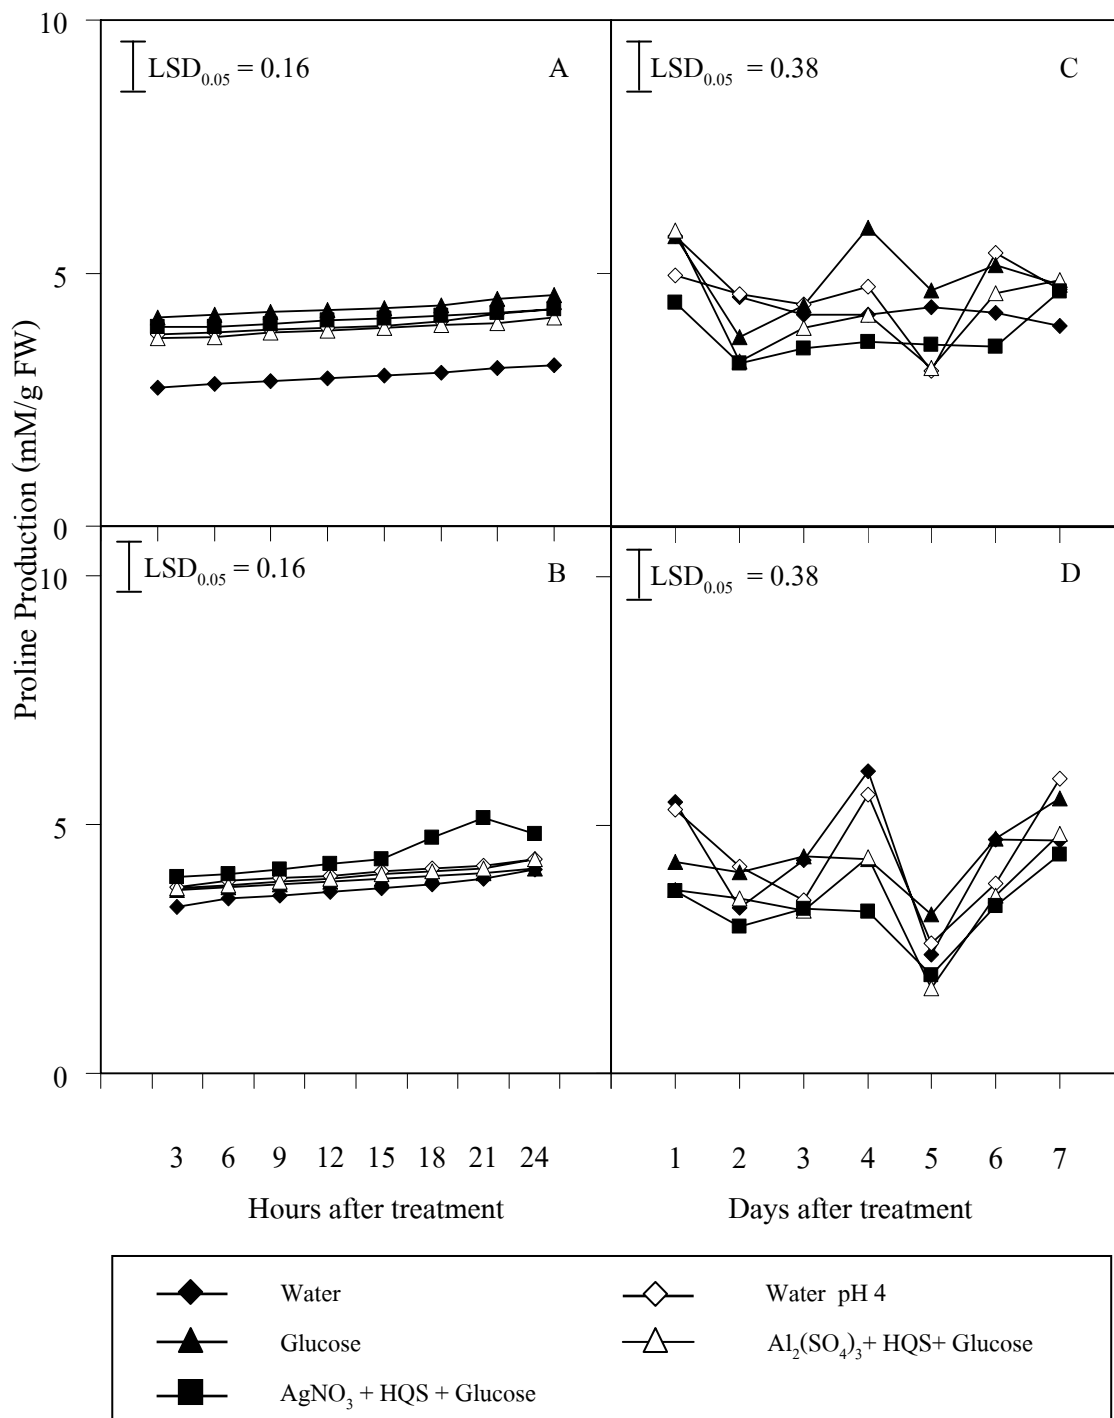 Proline Production (mM/g FW)
10
5
0
10
5
0
LSD0.05 = 0.16
A
LSD0.05 = 0.38
C
LSD0.05 = 0.16
B
LSD0.05 = 0.38
D
3 6 9 12 15 18 21 24
1 2 3 4 5 6 7
Hours after treatment
Days after treatment
Water
Water pH 4
Glucose
Al2(SO4)3+ HQS+ Glucose
AgNO3 + HQS + Glucose